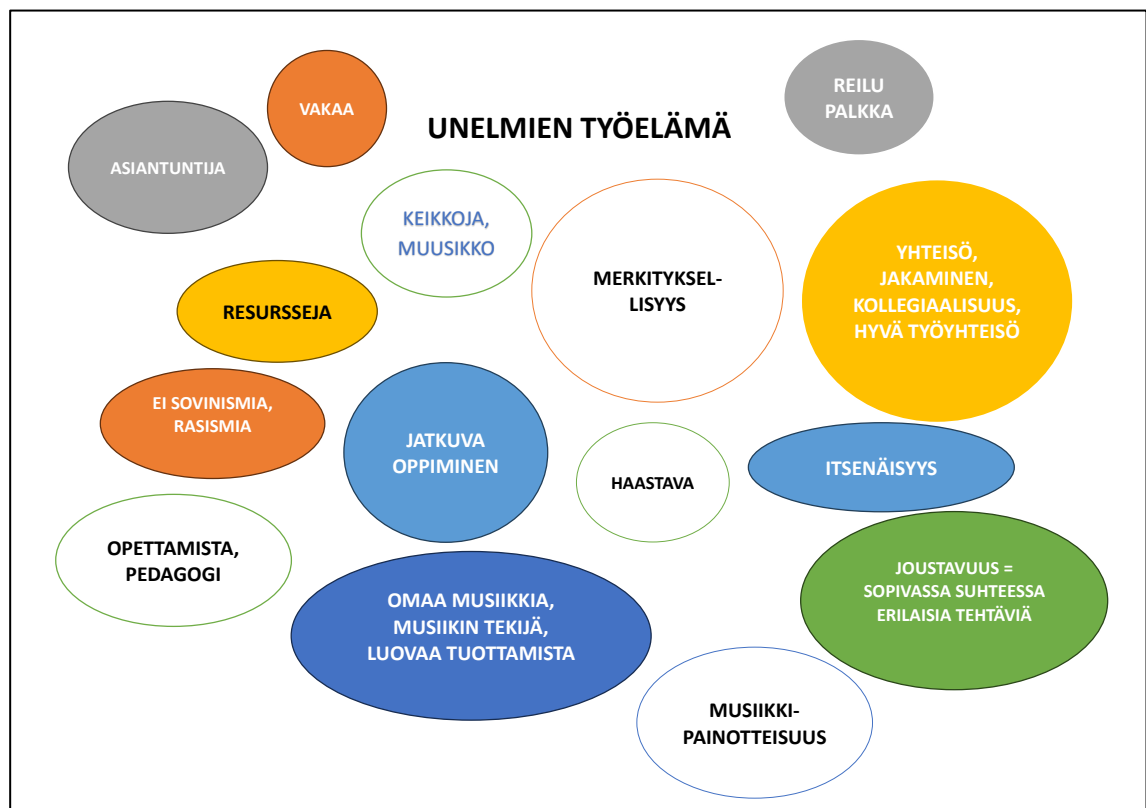 VAKAA
REILU
PALKKA
UNELMIEN TYÖELÄMÄ
ASIANTUNTIJA
KEIKKOJA,
MUUSIKKO
MERKITYKSEL-
LISYYS
YHTEISÖ,
JAKAMINEN,
KOLLEGIAALISUUS,
HYVÄ TYÖYHTEISÖ
RESURSSEJA
EI SOVINISMIA,
RASISMIA
JATKUVA
OPPIMINEN
HAASTAVA
ITSENÄISYYS
OPETTAMISTA,
PEDAGOGI
OMAA MUSIIKKIA,
MUSIIKIN TEKIJÄ,
LUOVAA TUOTTAMISTA
JOUSTAVUUS =
SOPIVASSA SUHTEESSA
ERILAISIA TEHTÄVIÄ
MUSIIKKI-
PAINOTTEISUUS